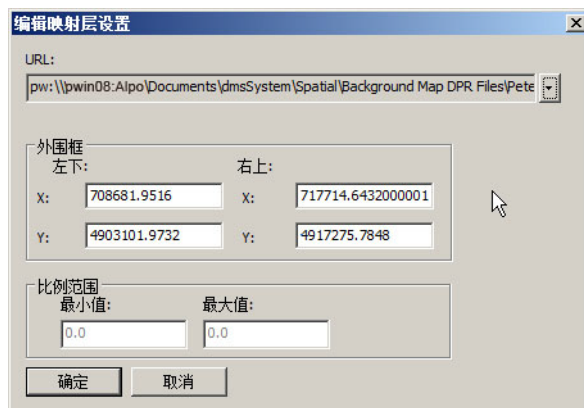 编辑映射层设置
URL:
pw:\\pwin08:Alpo\Documents\dmsSystem\Spatial\Background Map DPR Files\Pete
外围框
左下: 右上:
X: 708681.9516 X: 717714.6432000001
Y: 4903101.9732 Y: 4917275.7848
比例范围
最小值: 最大值:
0.0 0.0
确定 取消